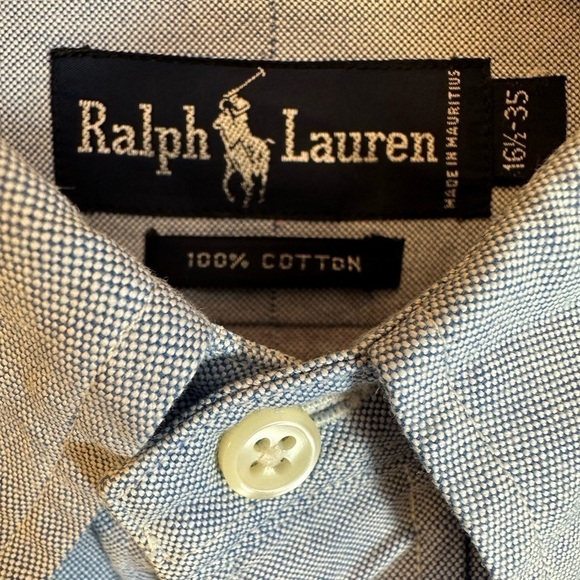 Ralph Lauren
MADE IN MAURITIUS
16½-35
100% COTTON